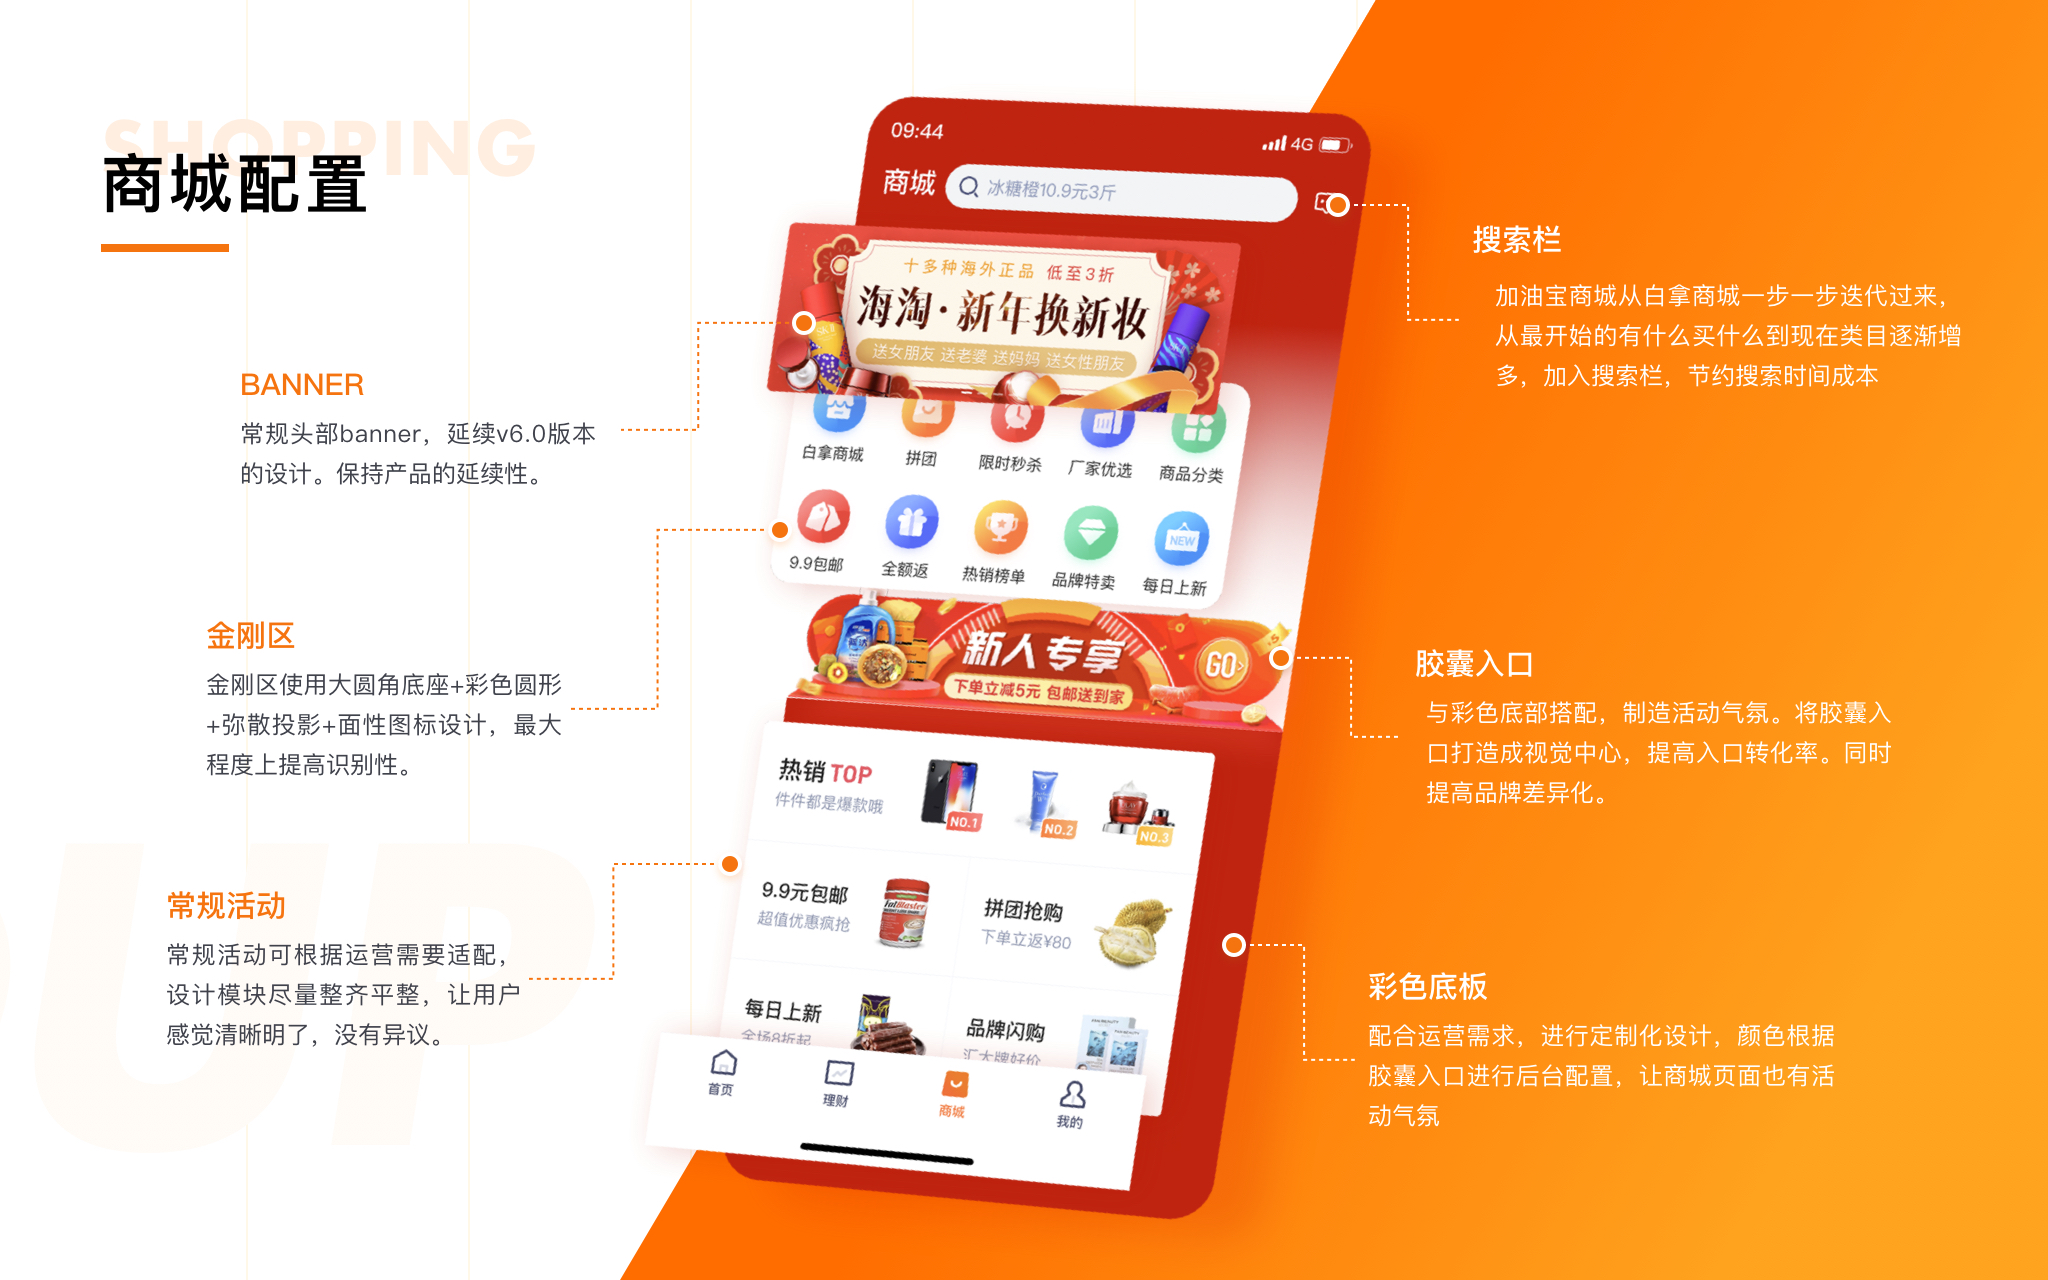 SHOPPING
商城配置
BANNER
常规头部banner，延续v6.0版本
的设计。保持产品的延续性。
金刚区
金刚区使用大圆角底座+彩色圆形
+弥散投影+面性图标设计，最大
程度上提高识别性。
常规活动
常规活动可根据运营需要适配，
设计模块尽量整齐平整，让用户
感觉清晰明了，没有异议。
UP
09:44
4G
商城
冰糖橙10.9元3斤
十多种海外正品 低至3折
海淘·新年换新妆
送女朋友 送老婆 送妈妈 送女性朋友
白拿商城 拼团 限时秒杀 厂家优选 商品分类
NEW
9.9包邮 全额返 热销榜单 品牌特卖 每日上新
新人专享
GO
下单立减5元 包邮送到家
热销 TOP
件件都是爆款哦
NO.1 NO.2 NO.3
9.9元包邮
超值优惠疯抢
拼团抢购
下单立返¥80
每日上新
全场8折起
品牌闪购
汇大牌好价
首页 理财 商城 我的
搜索栏
加油宝商城从白拿商城一步一步迭代过来，
从最开始的有什么买什么到现在类目逐渐增
多，加入搜索栏，节约搜索时间成本
胶囊入口
与彩色底部搭配，制造活动气氛。将胶囊入
口打造成视觉中心，提高入口转化率。同时
提高品牌差异化。
彩色底板
配合运营需求，进行定制化设计，颜色根据
胶囊入口进行后台配置，让商城页面也有活
动气氛